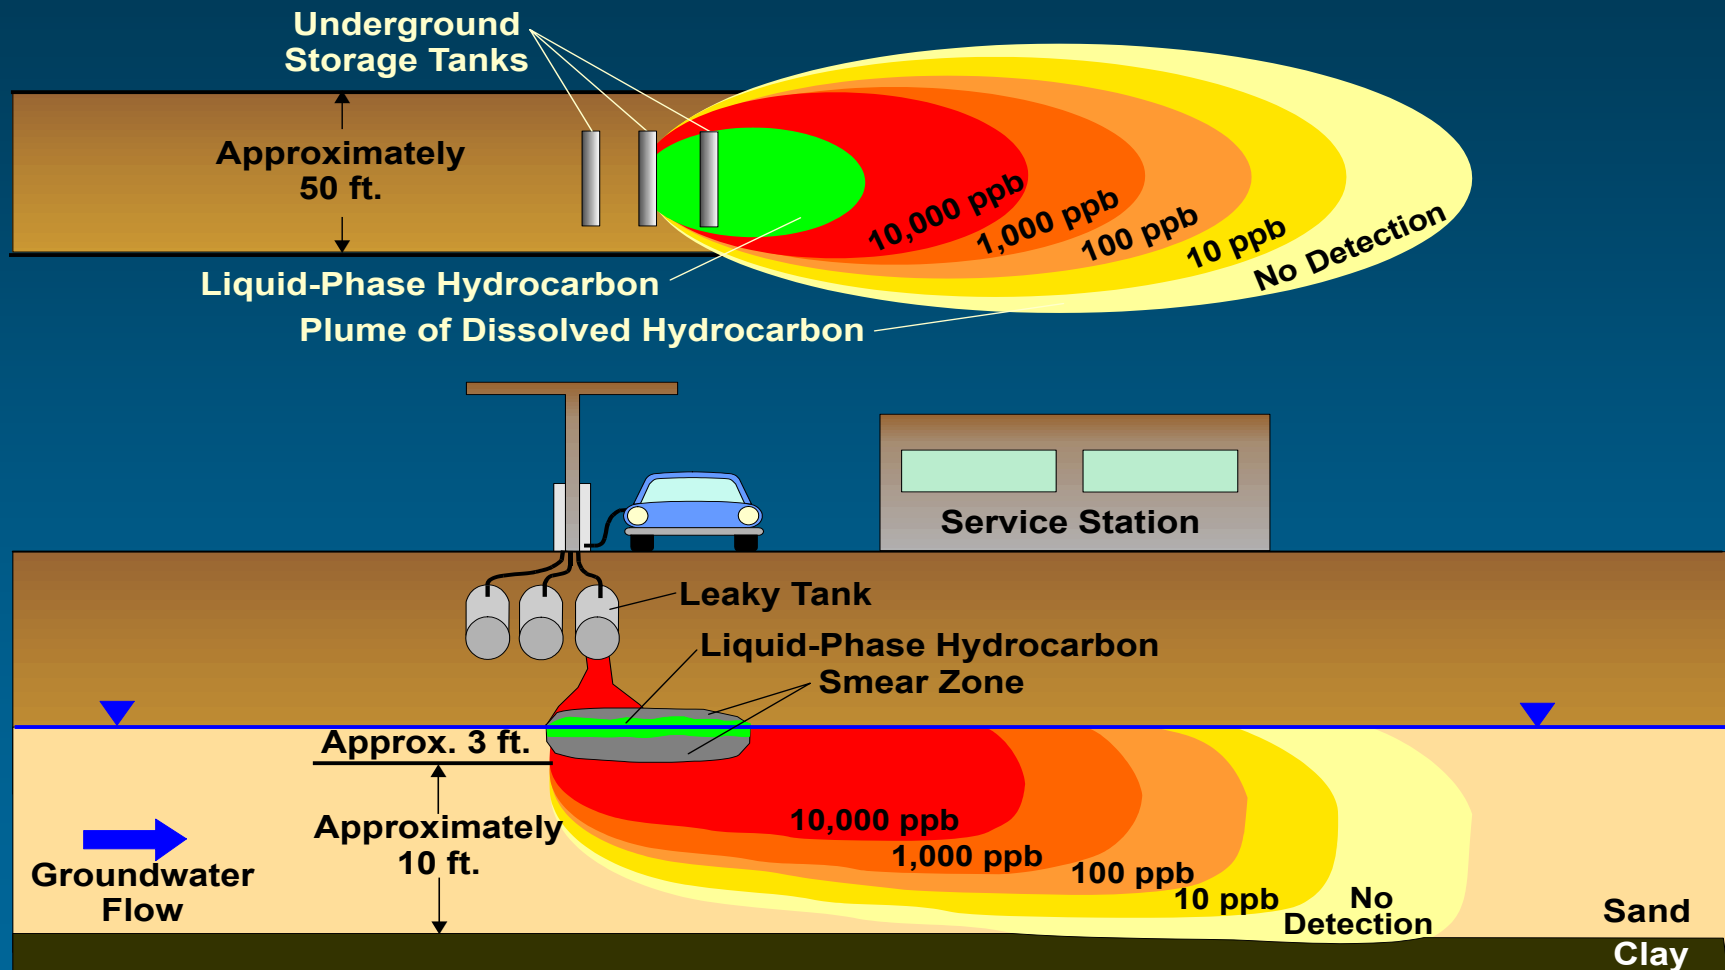 Underground
Storage Tanks
Approximately
50 ft.
10,000 ppb
1,000 ppb
100 ppb
10 ppb
No Detection
Liquid-Phase Hydrocarbon
Plume of Dissolved Hydrocarbon
Service Station
Leaky Tank
Liquid-Phase Hydrocarbon
Smear Zone
Approx. 3 ft.
Approximately
10 ft.
Groundwater
Flow
10,000 ppb
1,000 ppb
100 ppb
10 ppb
No
Detection
Sand
Clay